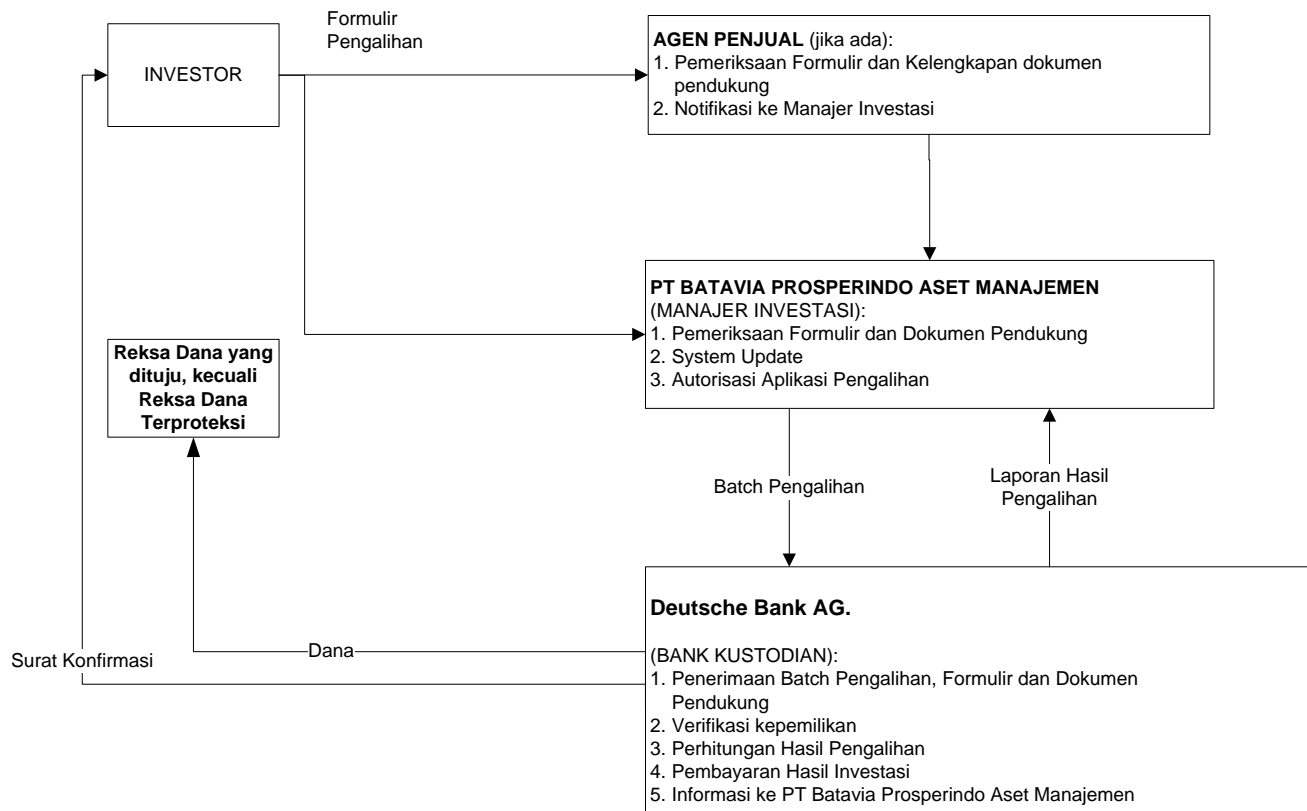 Formulir
Pengalihan
INVESTOR
AGEN PENJUAL (jika ada):
1. Pemeriksaan Formulir dan Kelengkapan dokumen
pendukung
2. Notifikasi ke Manajer Investasi
PT BATAVIA PROSPERINDO ASET MANAJEMEN
(MANAJER INVESTASI):
1. Pemeriksaan Formulir dan Dokumen Pendukung
2. System Update
3. Autorisasi Aplikasi Pengalihan
Reksa Dana yang
dituju, kecuali
Reksa Dana
Terproteksi
Batch Pengalihan
Laporan Hasil
Pengalihan
Deutsche Bank AG.
(BANK KUSTODIAN):
1. Penerimaan Batch Pengalihan, Formulir dan Dokumen
Pendukung
2. Verifikasi kepemilikan
3. Perhitungan Hasil Pengalihan
4. Pembayaran Hasil Investasi
5. Informasi ke PT Batavia Prosperindo Aset Manajemen
Dana
Surat Konfirmasi